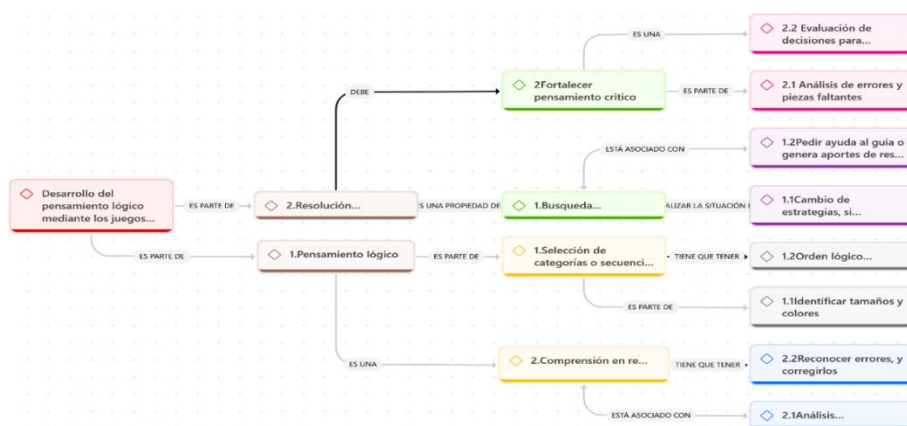 ES UNA
2.2 Evaluación de
decisiones para...
DEBE
2Fortalecer
pensamiento critico
ES PARTE DE
2.1 Análisis de errores y
piezas faltantes
ESTÁ ASOCIADO CON
1.2Pedir ayuda al guía o
genera aportes de res...
Desarrollo del
pensamiento lógico
mediante los juegos...
ES PARTE DE
2.Resolución...
ES UNA PROPIEDAD DE
1.Busqueda...
ALIZAR LA SITUACIÓN
1.1Cambio de
estrategias, si...
ES PARTE DE
1.Pensamiento lógico
ES PARTE DE
1.Selección de
categorías o secuenci...
TIENE QUE TENER
1.2Orden lógico...
ES PARTE DE
1.1Identificar tamaños y
colores
ES UNA
2.Comprensión en re...
TIENE QUE TENER
2.2Reconocer errores, y
corregirlos
ESTÁ ASOCIADO CON
2.1Análisis...